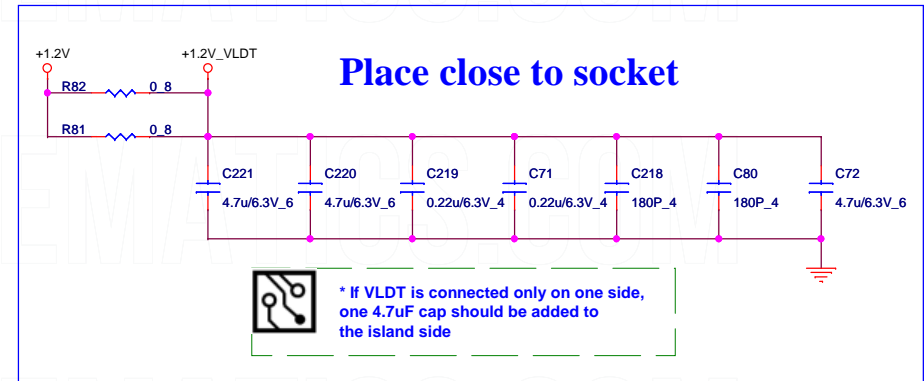 +1.2V
+1.2V_VLDT
Place close to socket
R82 0_8
R81 0_8
C221
4.7u/6.3V_6
C220
4.7u/6.3V_6
C219
0.22u/6.3V_4
C71
0.22u/6.3V_4
C218
180P_4
C80
180P_4
C72
4.7u/6.3V_6
* If VLDT is connected only on one side,
one 4.7uF cap should be added to
the island side